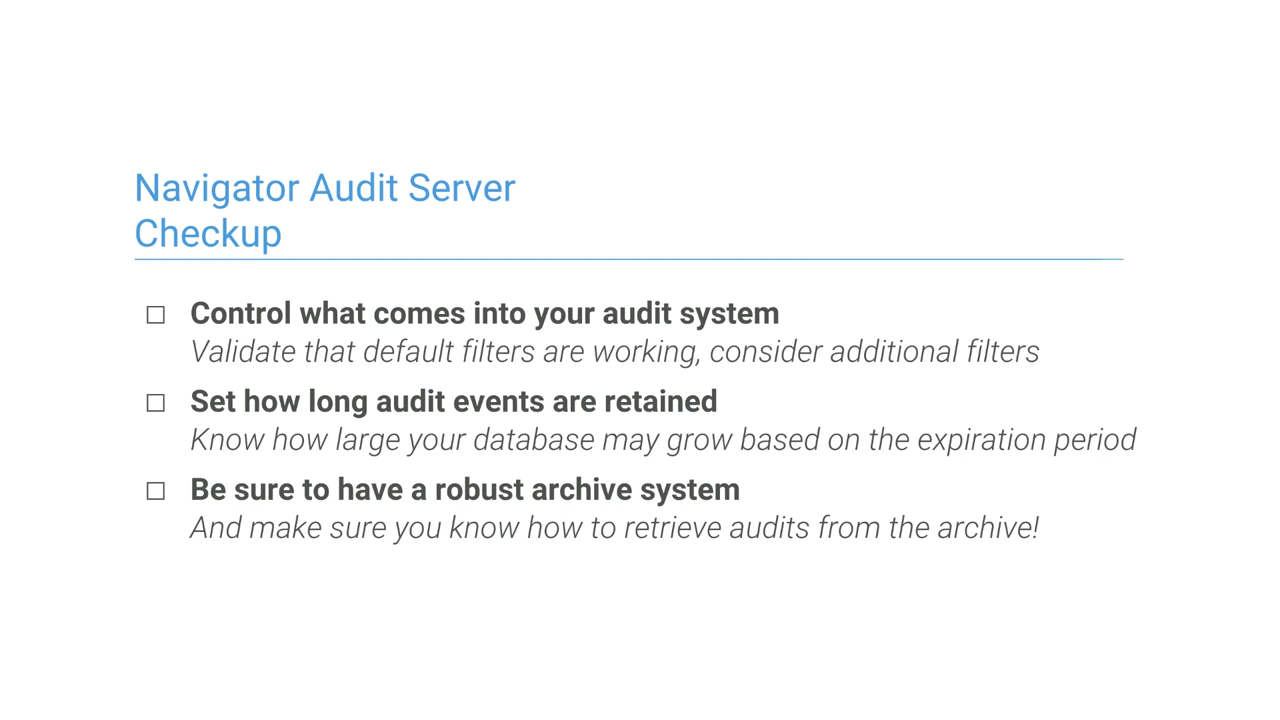 Navigator Audit Server
Checkup
☐ Control what comes into your audit system
Validate that default filters are working, consider additional filters
☐ Set how long audit events are retained
Know how large your database may grow based on the expiration period
☐ Be sure to have a robust archive system
And make sure you know how to retrieve audits from the archive!